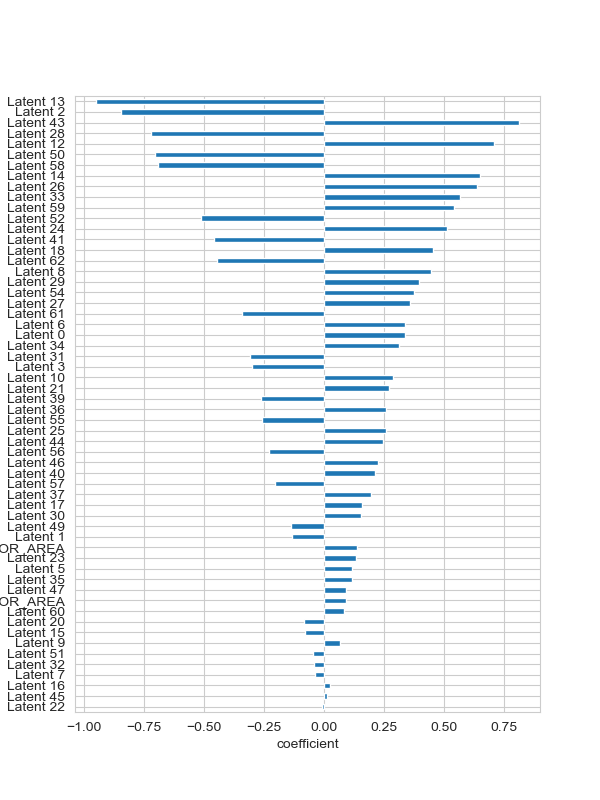 Latent 13
Latent 2
Latent 43
Latent 28
Latent 12
Latent 50
Latent 58
Latent 14
Latent 26
Latent 33
Latent 59
Latent 52
Latent 24
Latent 41
Latent 18
Latent 62
Latent 8
Latent 29
Latent 54
Latent 27
Latent 61
Latent 6
Latent 0
Latent 34
Latent 31
Latent 3
Latent 10
Latent 21
Latent 39
Latent 36
Latent 55
Latent 25
Latent 44
Latent 56
Latent 46
Latent 40
Latent 57
Latent 37
Latent 17
Latent 30
Latent 49
Latent 1
OR_AREA
Latent 23
Latent 5
Latent 35
Latent 47
OR_AREA
Latent 60
Latent 20
Latent 15
Latent 9
Latent 51
Latent 32
Latent 7
Latent 16
Latent 45
Latent 22
−1.00 −0.75 −0.50 −0.25 0.00 0.25 0.50 0.75
coefficient